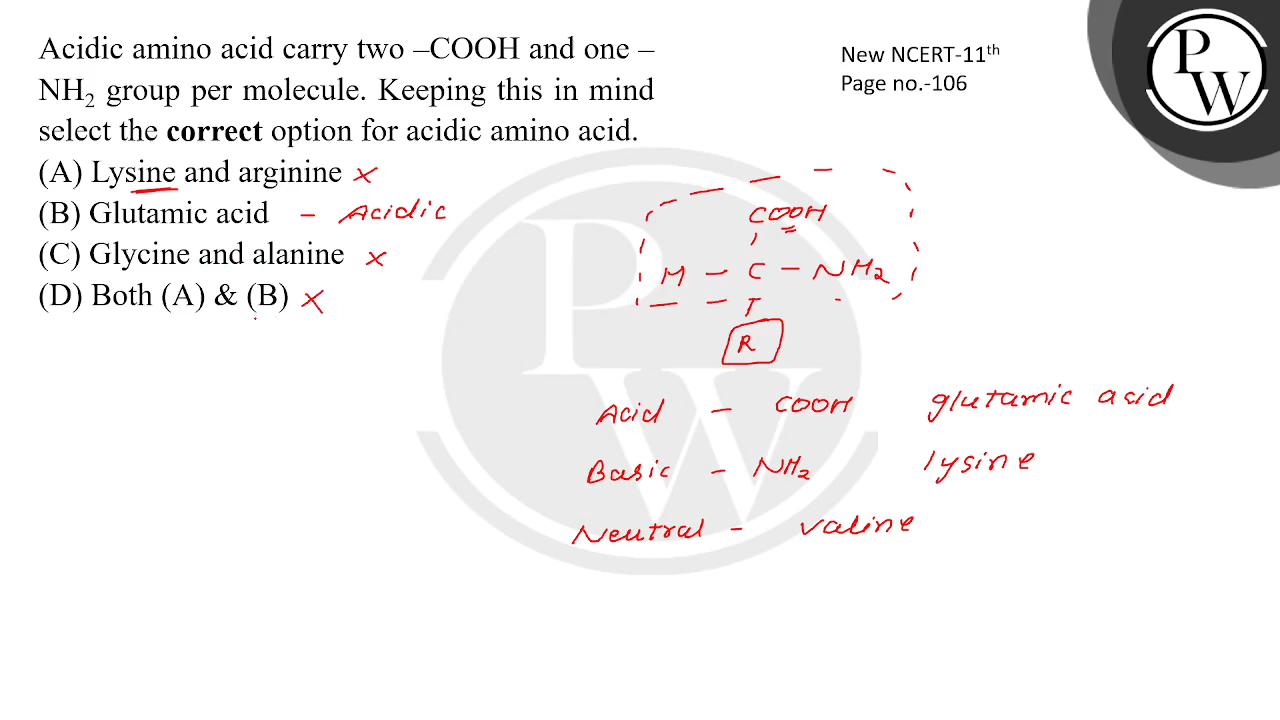 Acidic amino acid carry two –COOH and one –
NH₂ group per molecule. Keeping this in mind
select the correct option for acidic amino acid.
(A) Lysine and arginine ×
(B) Glutamic acid – Acidic
(C) Glycine and alanine ×
(D) Both (A) & (B) ×
New NCERT-11th
Page no.-106
P
W
COOH
H – C – NH₂
R
Acid – COOH glutamic acid
Basic – NH₂ lysine
Neutral – valine
P
W